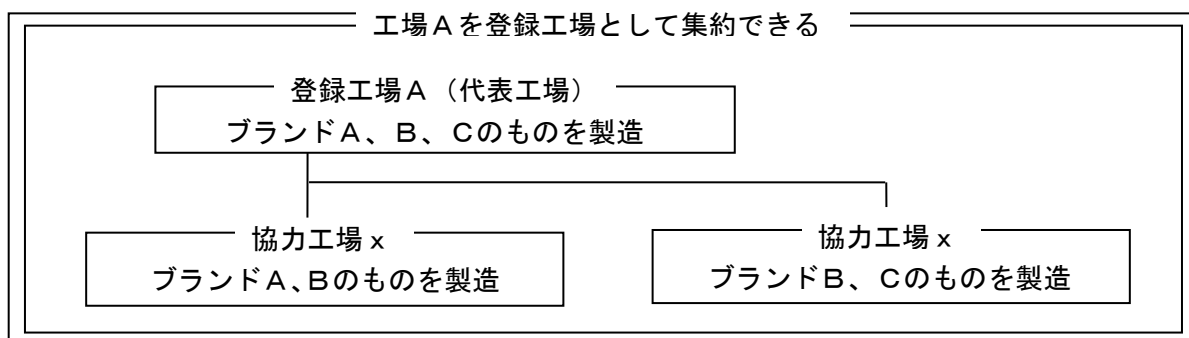 工場Ａを登録工場として集約できる
登録工場Ａ（代表工場）
ブランドＡ、Ｂ、Ｃのものを製造
協力工場ｘ
ブランドＡ、Ｂのものを製造
協力工場ｘ
ブランドＢ、Ｃのものを製造